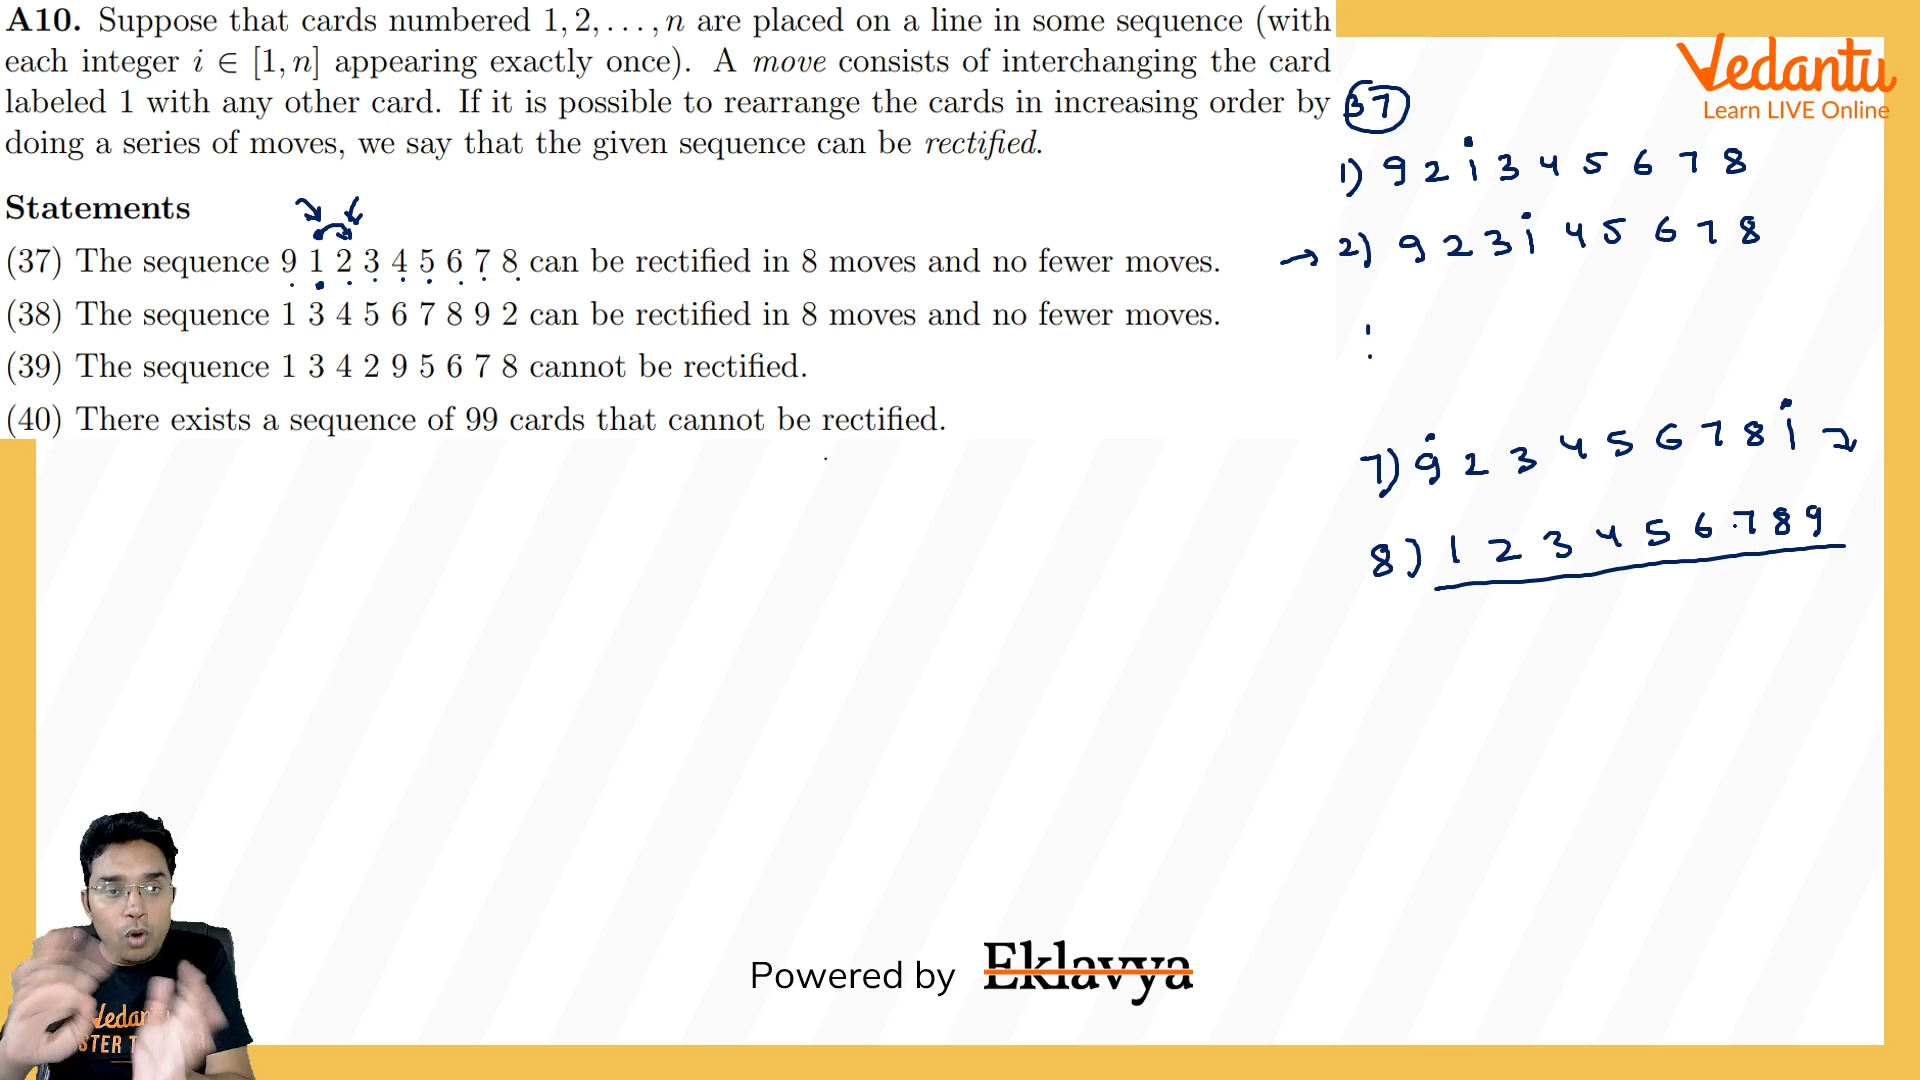 A10. Suppose that cards numbered 1, 2, . . . , n are placed on a line in some sequence (with
each integer i ∈ [1, n] appearing exactly once). A move consists of interchanging the card
labeled 1 with any other card. If it is possible to rearrange the cards in increasing order by
doing a series of moves, we say that the given sequence can be rectified.
Statements
(37) The sequence 9 1 2 3 4 5 6 7 8 can be rectified in 8 moves and no fewer moves.
(38) The sequence 1 3 4 5 6 7 8 9 2 can be rectified in 8 moves and no fewer moves.
(39) The sequence 1 3 4 2 9 5 6 7 8 cannot be rectified.
(40) There exists a sequence of 99 cards that cannot be rectified.
Vedantu
Learn LIVE Online
37
1) 9 2 1 3 4 5 6 7 8
→ 2) 9 2 3 1 4 5 6 7 8
7) 9 2 3 4 5 6 7 8 1
8) 1 2 3 4 5 6 7 8 9
Powered by Eklavya